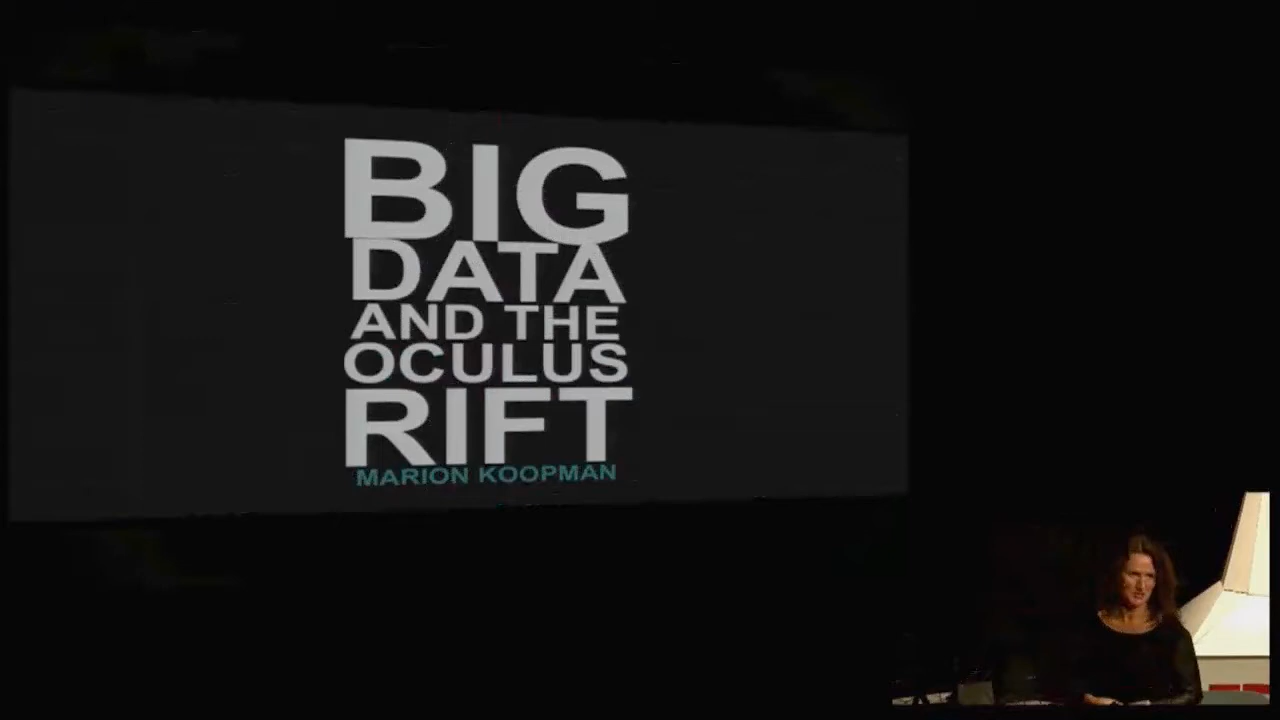 BIG
DATA
AND THE
OCULUS
RIFT
MARION KOOPMAN